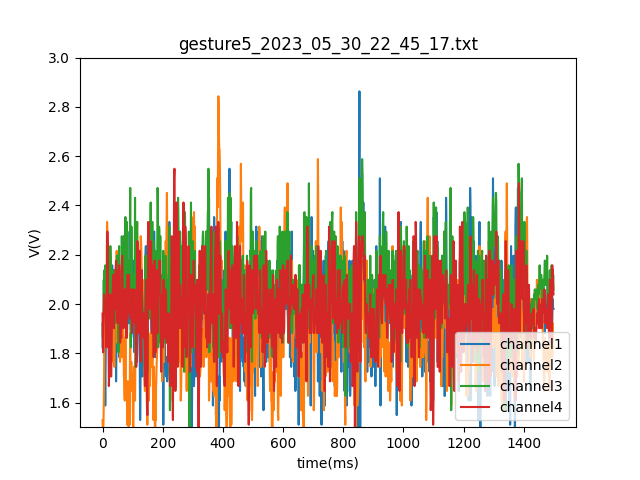 gesture5_2023_05_30_22_45_17.txt
3.0
2.8
2.6
2.4
2.2
2.0
1.8
1.6
V(V)
channel1
channel2
channel3
channel4
0 200 400 600 800 1000 1200 1400
time(ms)